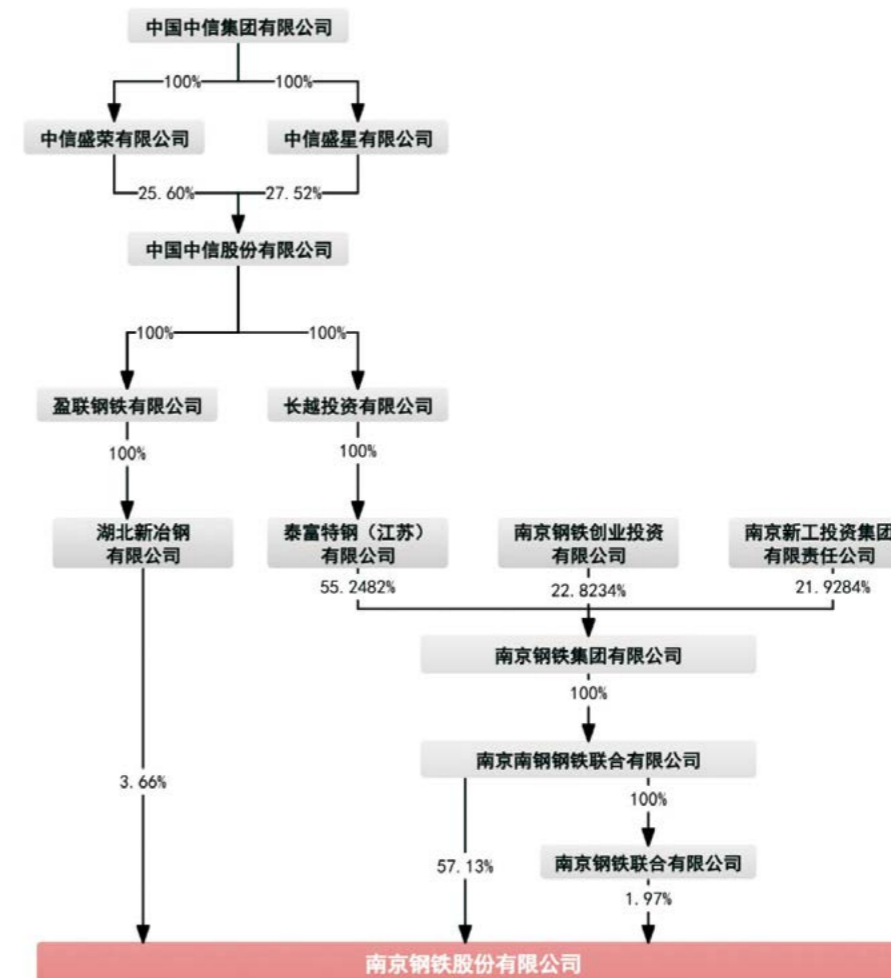 中国中信集团有限公司
100%
100%
中信盛荣有限公司
中信盛星有限公司
25.60%
27.52%
中国中信股份有限公司
100%
100%
盈联钢铁有限公司
长越投资有限公司
100%
100%
湖北新冶钢
有限公司
泰富特钢（江苏）
有限公司
南京钢铁创业投资
有限公司
南京新工投资集团
有限责任公司
55.2482%
22.8234%
21.9284%
南京钢铁集团有限公司
100%
南京南钢钢铁联合有限公司
3.66%
100%
57.13%
南京钢铁联合有限公司
1.97%
南京钢铁股份有限公司